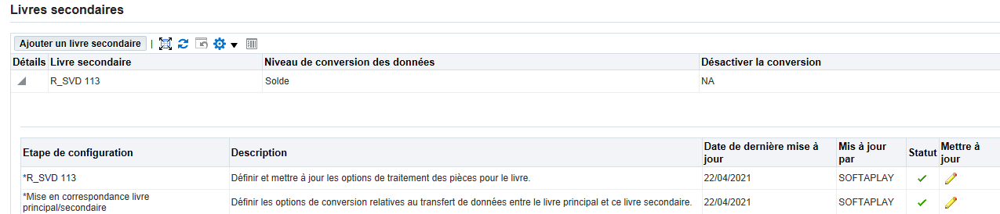 Livres secondaires
Ajouter un livre secondaire
Détails Livre secondaire Niveau de conversion des données Désactiver la conversion
R_SVD 113 Solde NA
Etape de configuration Description Date de dernière mise à jour Mis à jour par Statut Mettre à jour
*R_SVD 113 Définir et mettre à jour les options de traitement des pièces pour le livre. 22/04/2021 SOFTAPLAY
*Mise en correspondance livre principal/secondaire Définir les options de conversion relatives au transfert de données entre le livre principal et ce livre secondaire. 22/04/2021 SOFTAPLAY